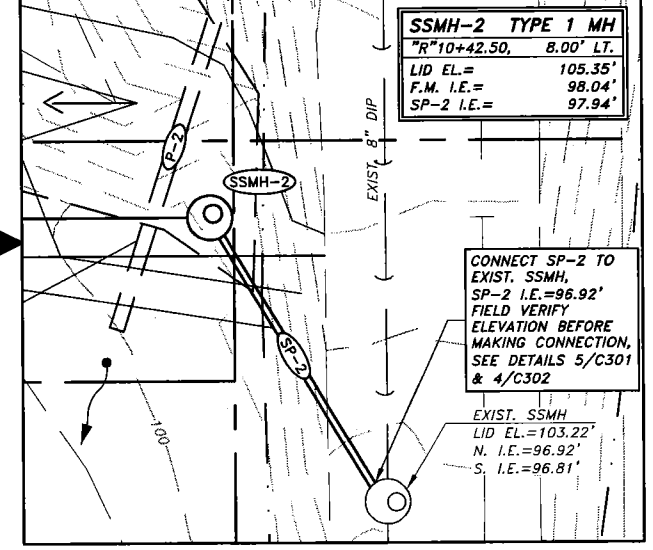 SSMH-2 TYPE 1 MH
"R"10+42.50, 8.00' LT.
LID EL.= 105.35'
F.M. I.E.= 98.04'
SP-2 I.E.= 97.94'
P-2
EXIST. 8" DIP
SSMH-2
CONNECT SP-2 TO
EXIST. SSMH,
SP-2 I.E.=96.92'
FIELD VERIFY
ELEVATION BEFORE
MAKING CONNECTION,
SEE DETAILS 5/C301
& 4/C302
SP-2
100
EXIST. SSMH
LID EL.=103.22'
N. I.E.=96.92'
S. I.E.=96.81'